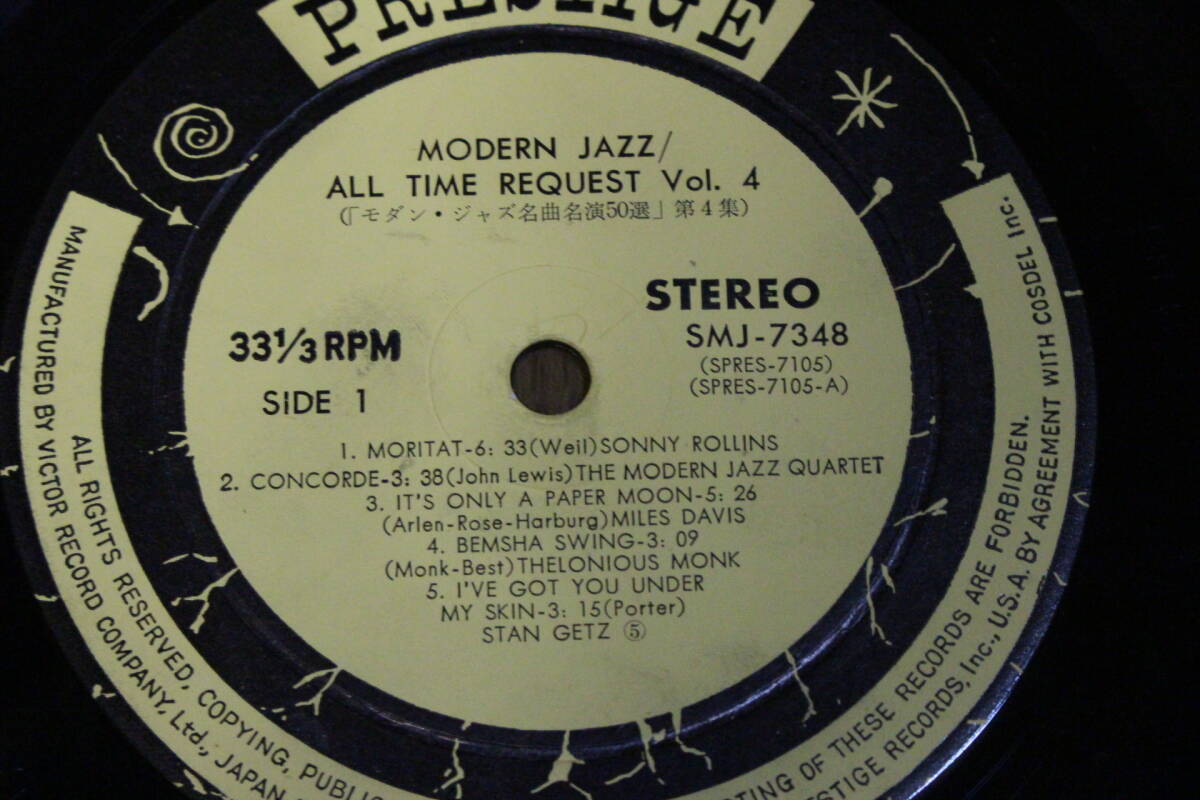 PRESTIGE
MODERN JAZZ/
ALL TIME REQUEST Vol. 4
(「モダン・ジャズ名曲名演50選」第4集)
STEREO
SMJ-7348
(SPRES-7105)
(SPRES-7105-A)
33 1/3 RPM
SIDE 1
1. MORITAT-6: 33(Weil)SONNY ROLLINS
2. CONCORDE-3: 38(John Lewis)THE MODERN JAZZ QUARTET
3. IT'S ONLY A PAPER MOON-5: 26
(Arlen-Rose-Harburg)MILES DAVIS
4. BEMSHA SWING-3: 09
(Monk-Best)THELONIOUS MONK
5. I'VE GOT YOU UNDER
MY SKIN-3: 15(Porter)
STAN GETZ ⑤
MANUFACTURED BY VICTOR RECORD COMPANY, Ltd., JAPAN
ALL RIGHTS RESERVED, COPYING, PUBLIC
TING OF THESE RECORDS ARE FORBIDDEN.
STIGE RECORDS, Inc., U.S.A. BY AGREEMENT WITH COSDEL Inc.